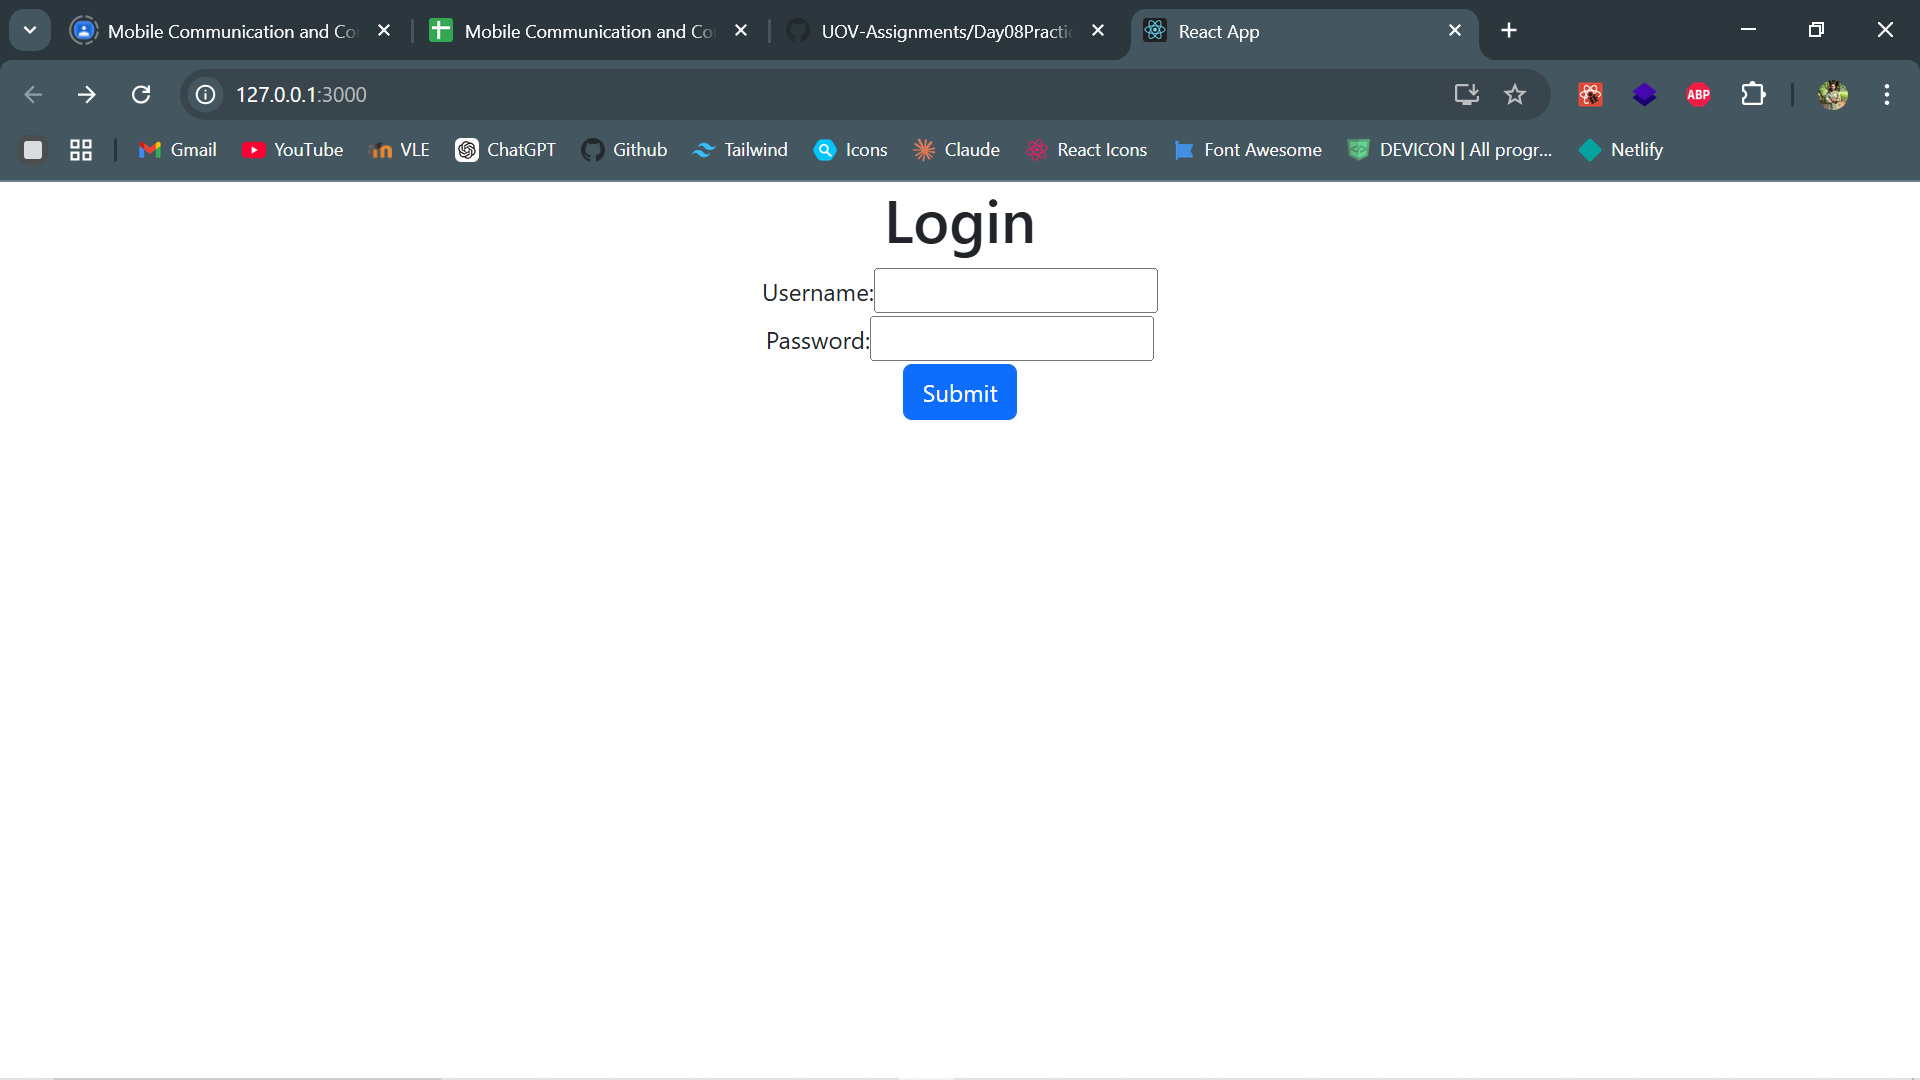 Mobile Communication and Co
Mobile Communication and Co
UOV-Assignments/Day08Practi
React App
127.0.0.1:3000
ABP
Gmail
YouTube
VLE
ChatGPT
Github
Tailwind
Icons
Claude
React Icons
Font Awesome
DEVICON | All progr...
Netlify
Login
Username:
Password:
Submit